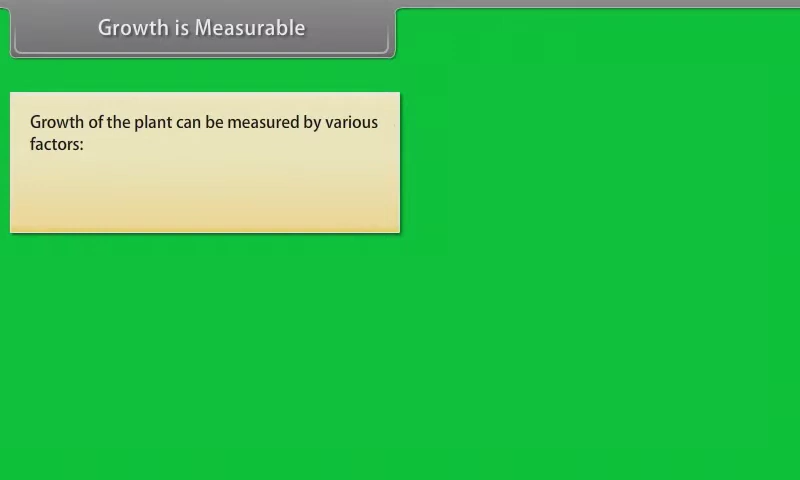 Growth is Measurable
Growth of the plant can be measured by various
factors: